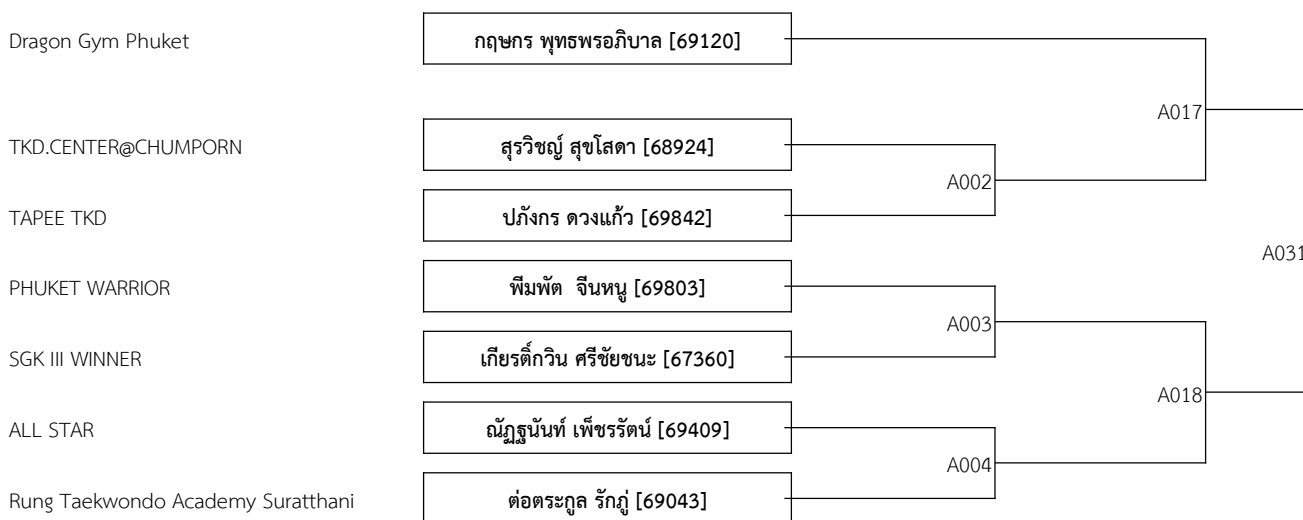 Dragon Gym Phuket กฤษกร พุทธพรอภิบาล [69120]
A017
TKD.CENTER@CHUMPORN สุรวิชญ์ สุขโสดา [68924]
A002
TAPEE TKD ปภังกร ดวงแก้ว [69842]
A031
PHUKET WARRIOR พีมพัต จีนหนู [69803]
A003
SGK III WINNER เกียรติ์กวิน ศรีชัยชนะ [67360]
A018
ALL STAR ณัฏฐนันท์ เพ็ชรรัตน์ [69409]
A004
Rung Taekwondo Academy Suratthani ต่อตระกูล รักภู่ [69043]